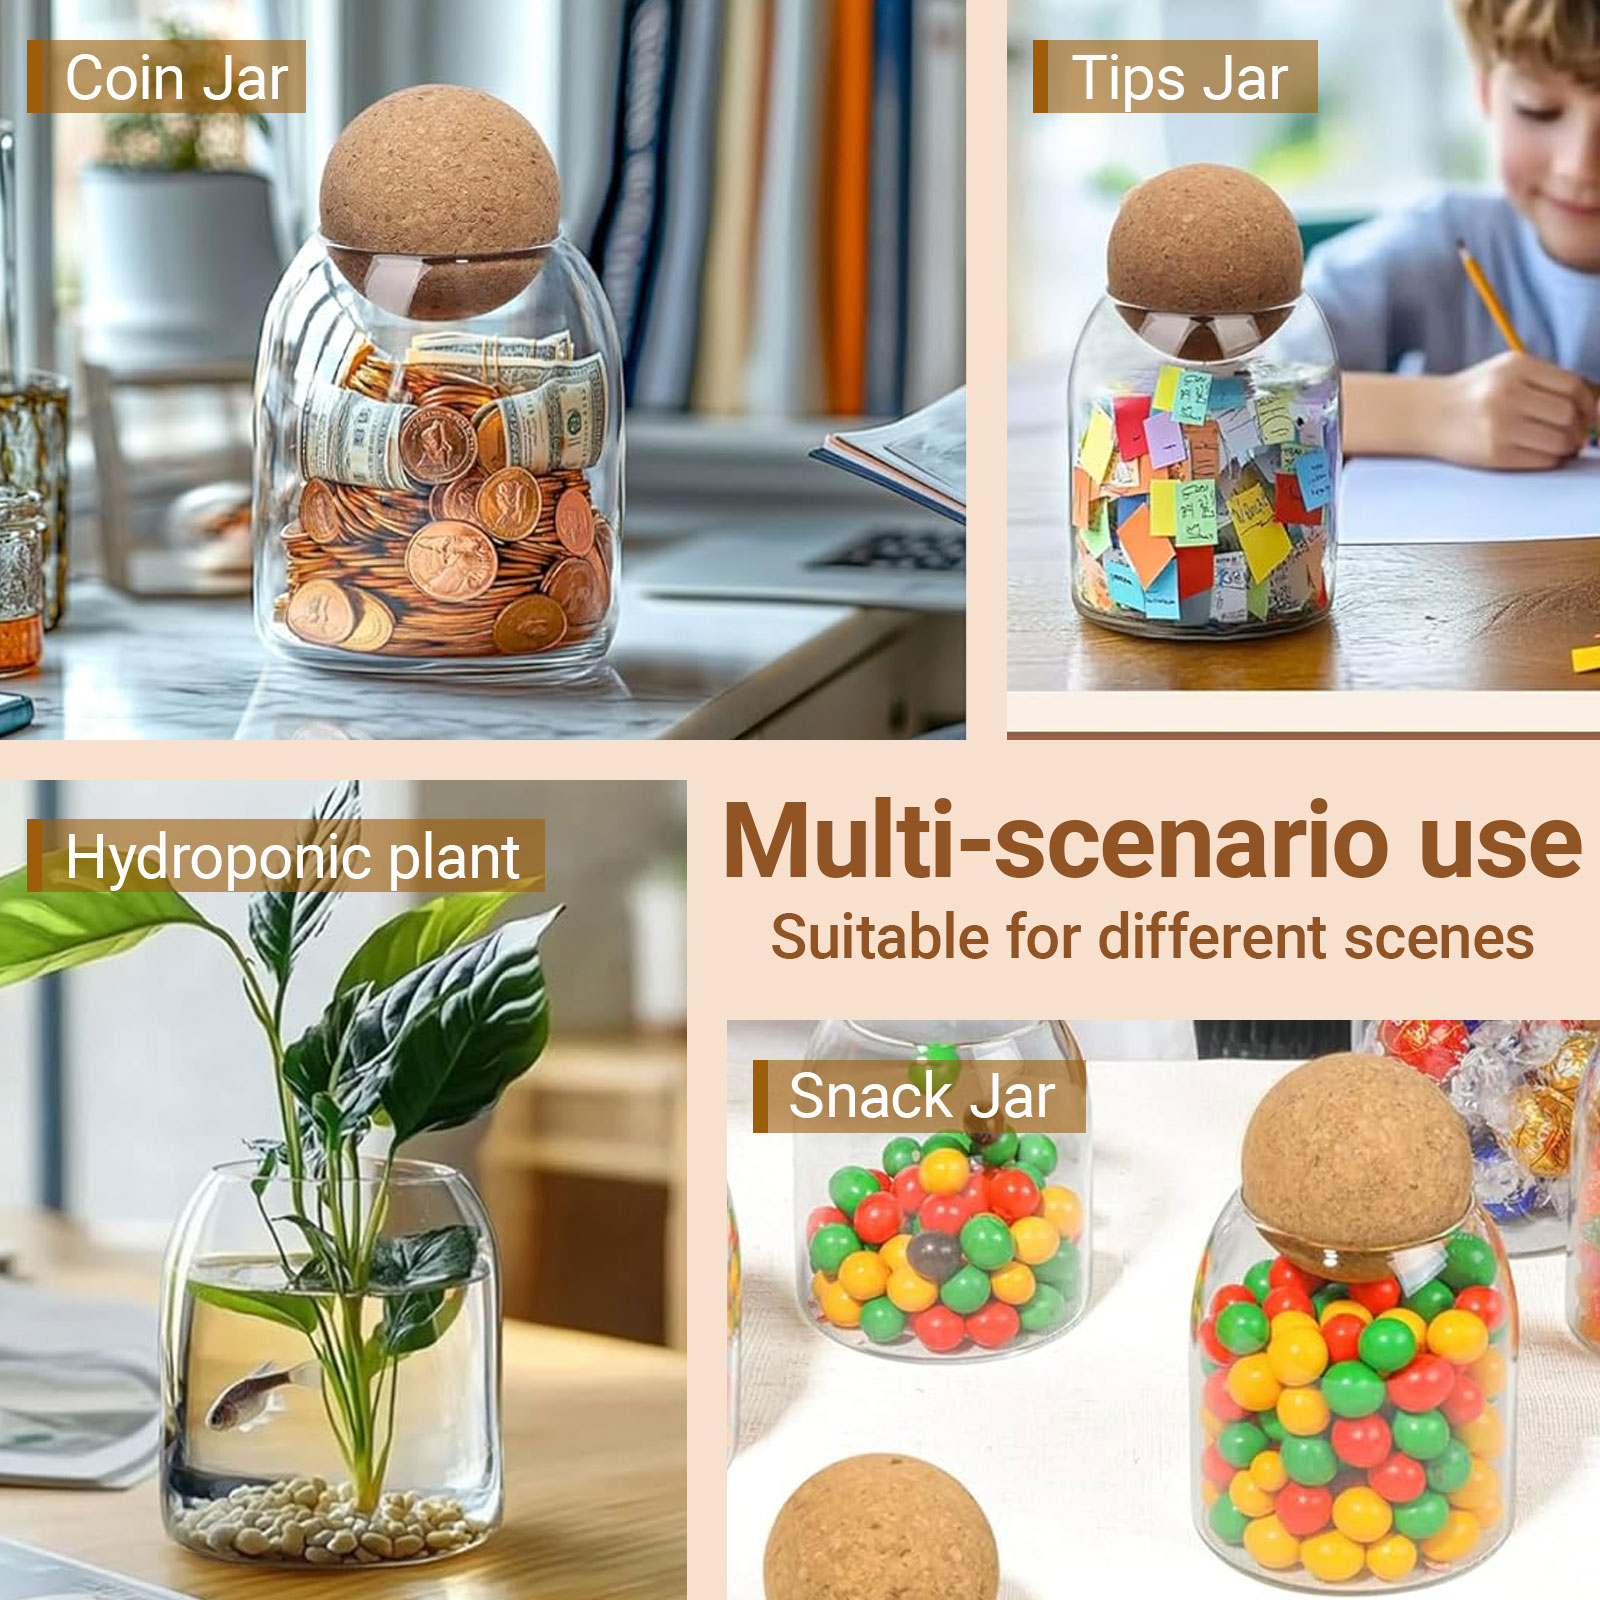 Coin Jar
Tips Jar
Hydroponic plant
Multi-scenario use
Suitable for different scenes
Snack Jar